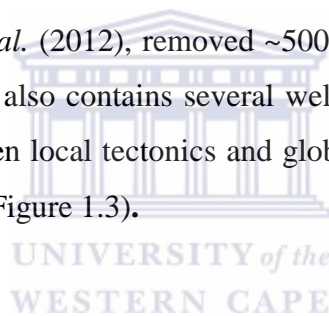 al. (2012), removed ~500
also contains several wel
en local tectonics and glob
Figure 1.3).
UNIVERSITY of the
WESTERN CAPE